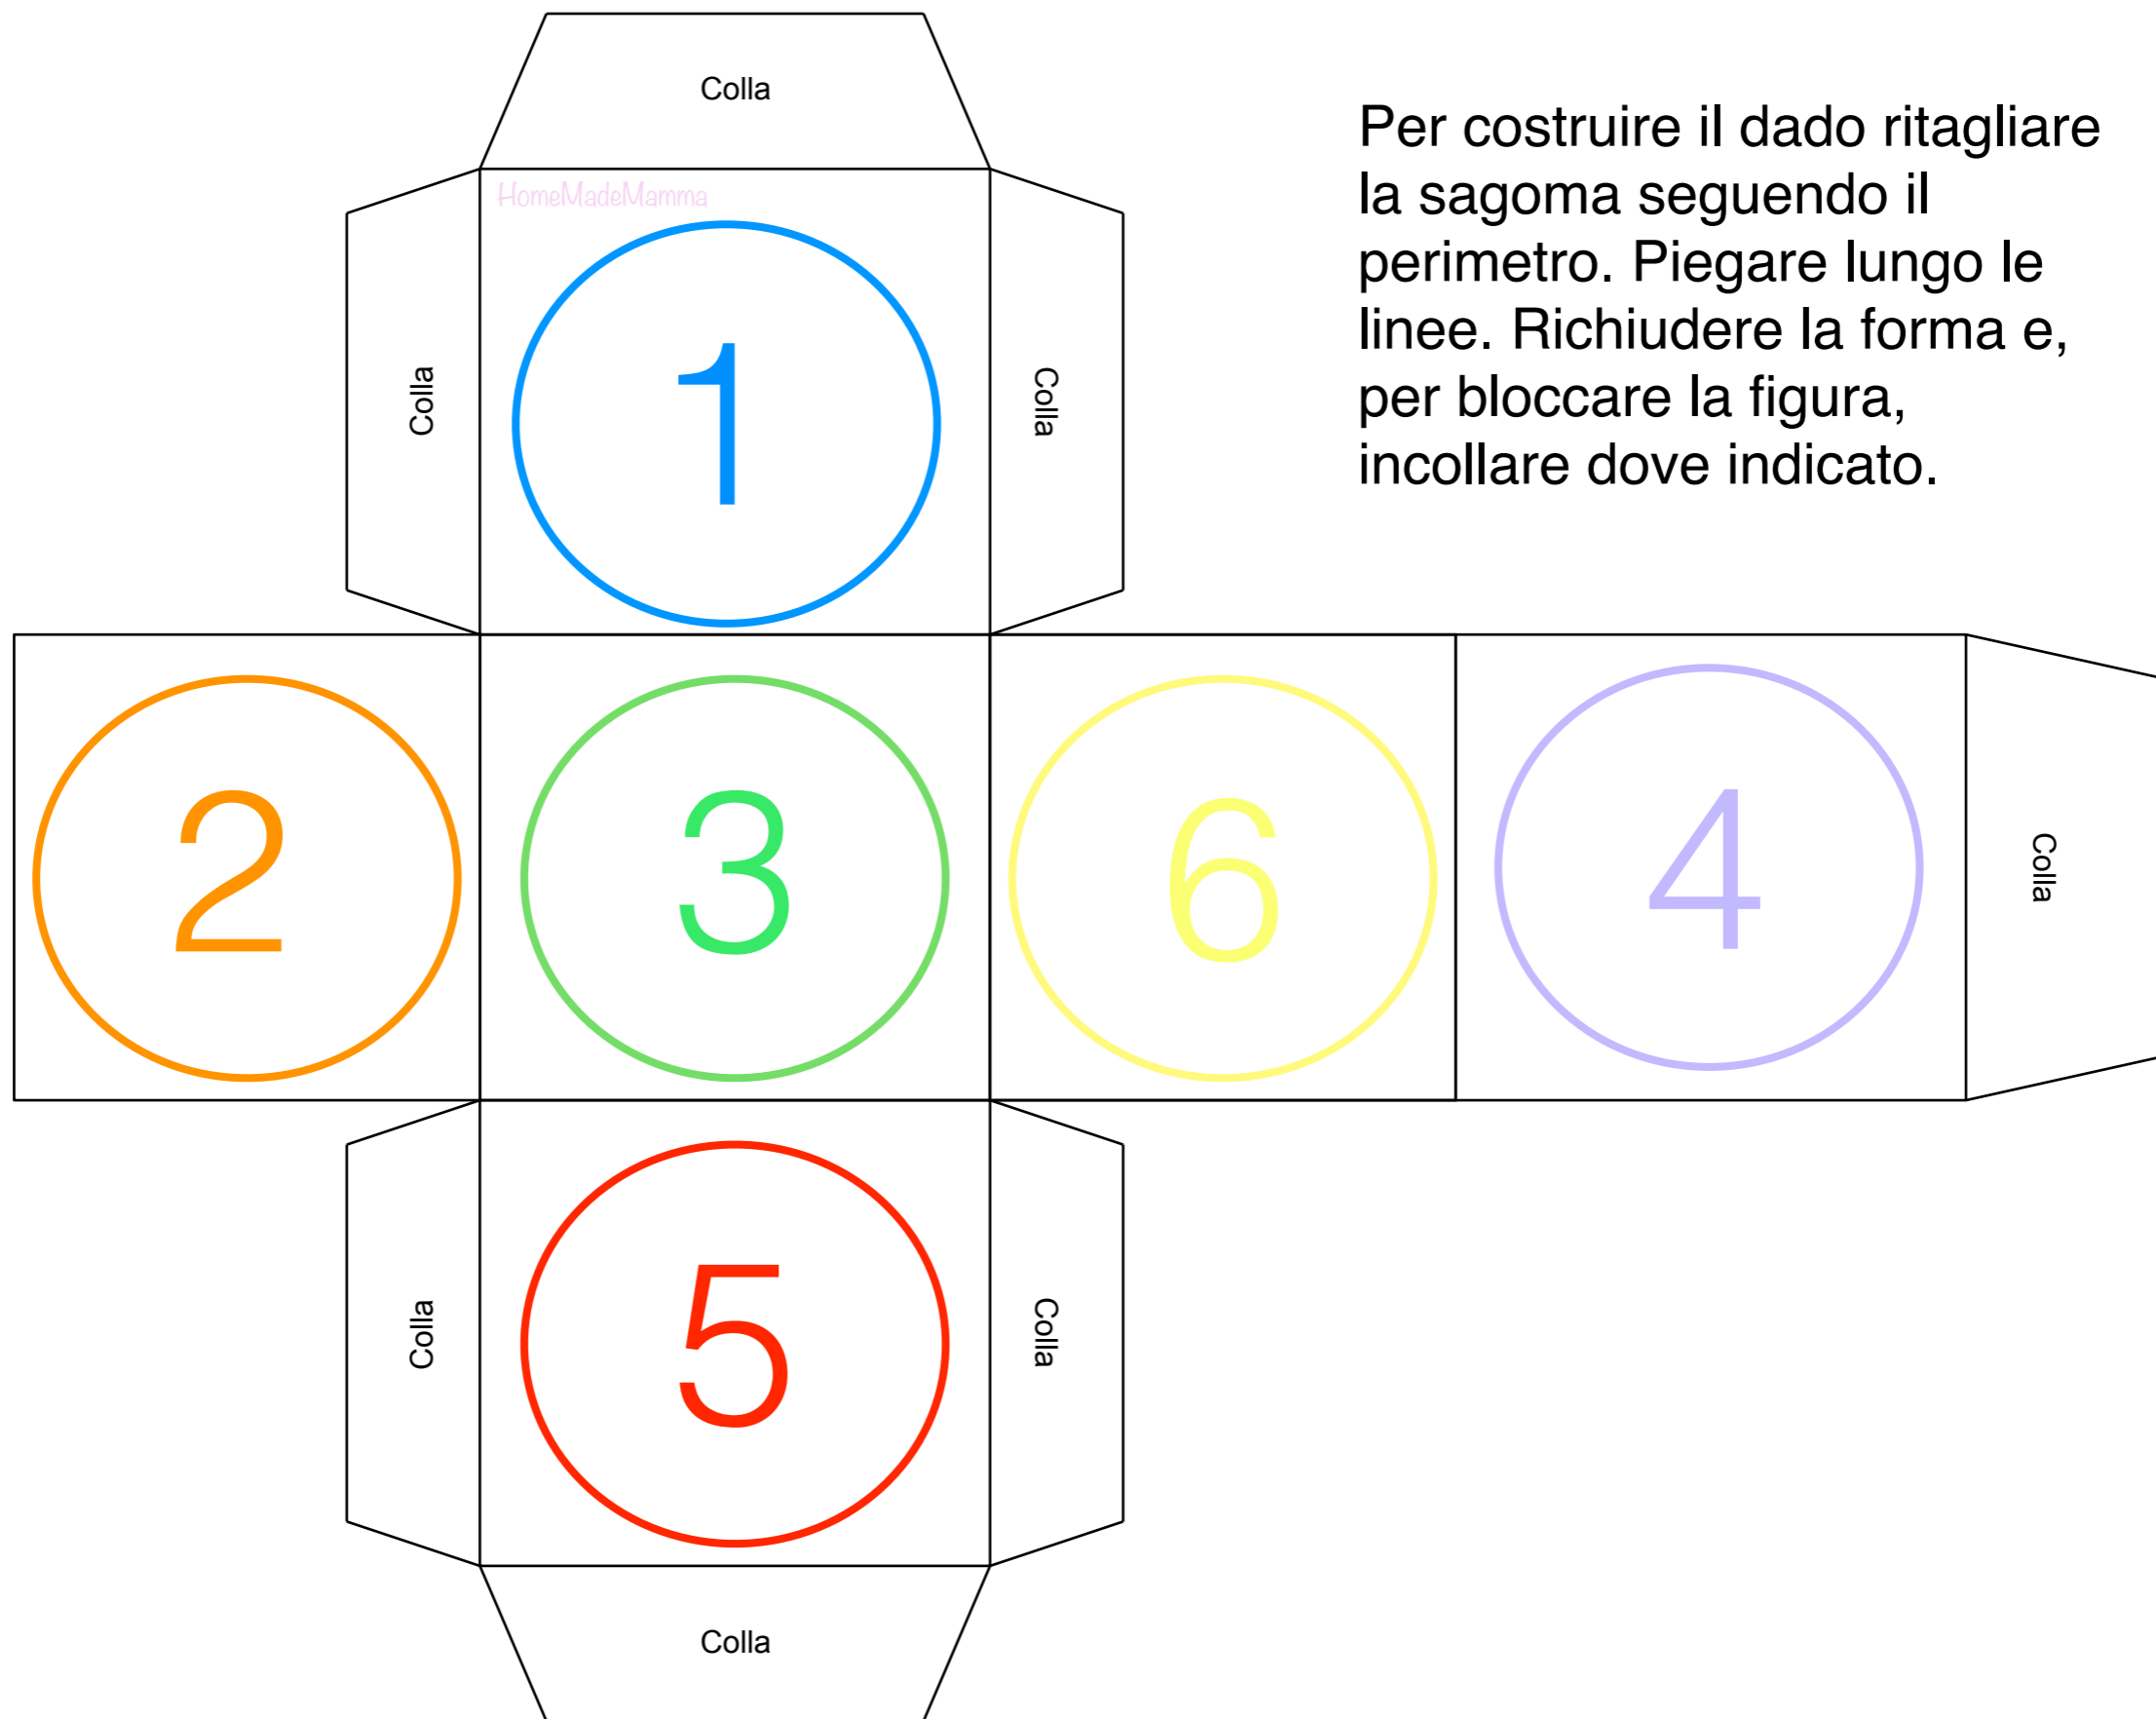 Colla
Per costruire il dado ritagliare
la sagoma seguendo il
perimetro. Piegare lungo le
linee. Richiudere la forma e,
per bloccare la figura,
incollare dove indicato.
HomeMadeMamma
Colla
1
Colla
2
3
6
4
Colla
Colla
5
Colla
Colla